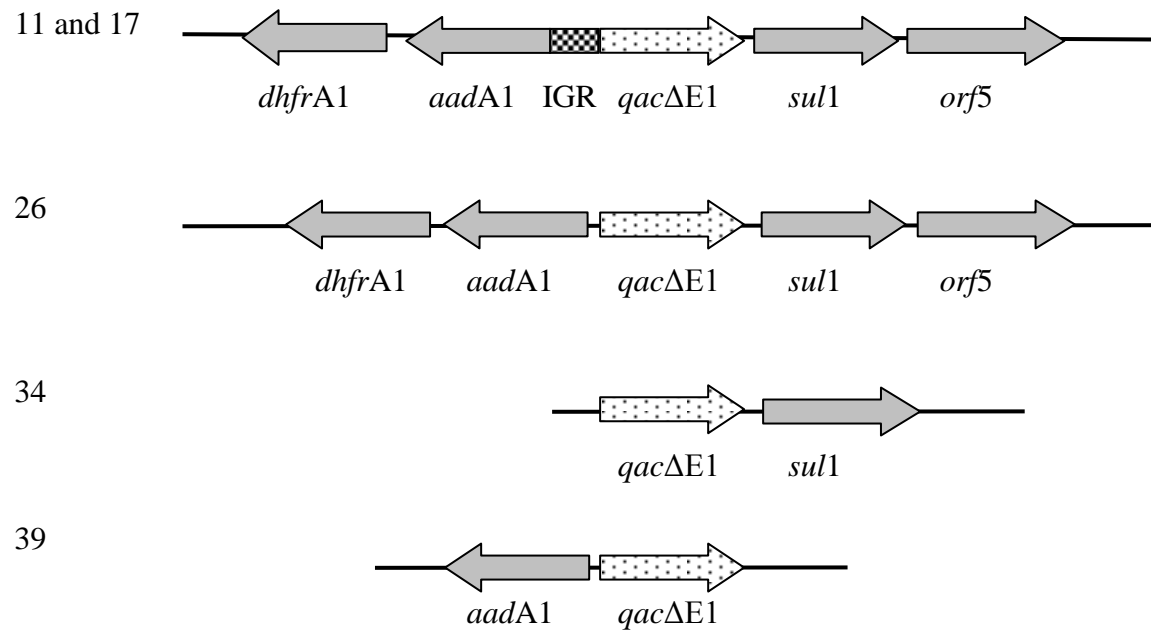 11 and 17
dhfrA1 aadA1 IGR qacΔE1 sul1 orf5
26
dhfrA1 aadA1 qacΔE1 sul1 orf5
34
qacΔE1 sul1
39
aadA1 qacΔE1